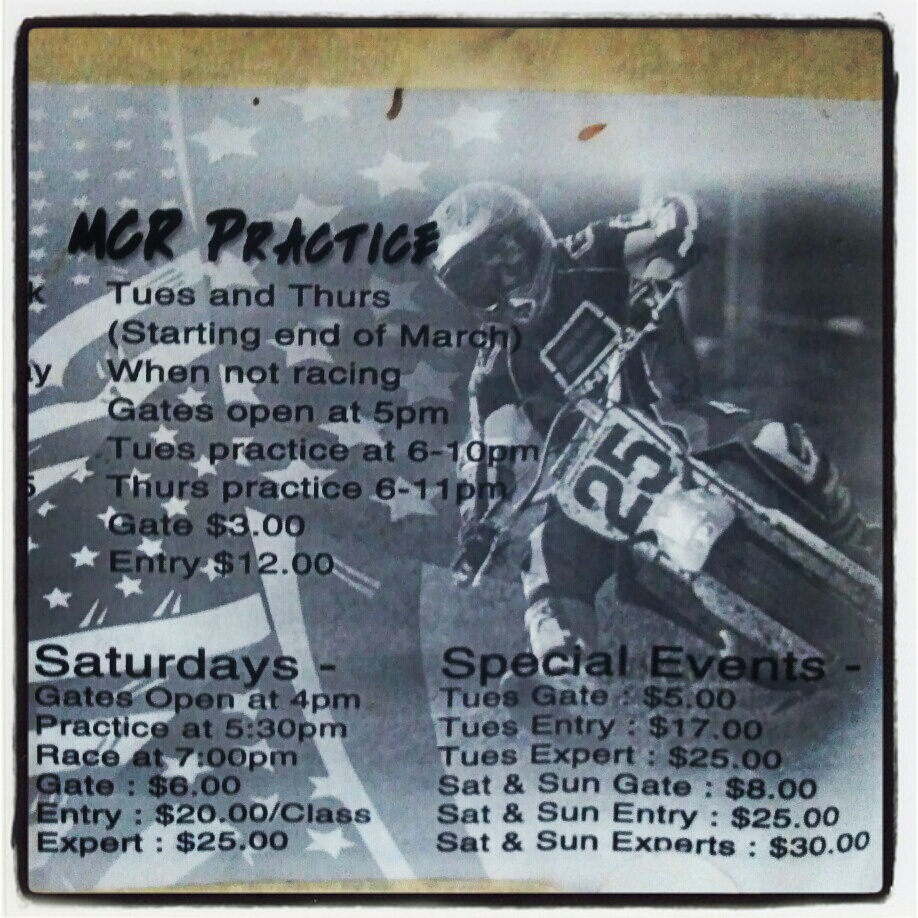 MCR PRACTICE
k
Tues and Thurs
(Starting end of March)
ay When not racing
Gates open at 5pm
Tues practice at 6-10pm
5 Thurs practice 6-11pm
Gate $3.00
Entry $12.00
25
Saturdays -
Gates Open at 4pm
Practice at 5:30pm
Race at 7:00pm
Gate : $6.00
Entry : $20.00/Class
Expert : $25.00
Special Events -
Tues Gate : $5.00
Tues Entry : $17.00
Tues Expert : $25.00
Sat & Sun Gate : $8.00
Sat & Sun Entry : $25.00
Sat & Sun Experts : $30.00